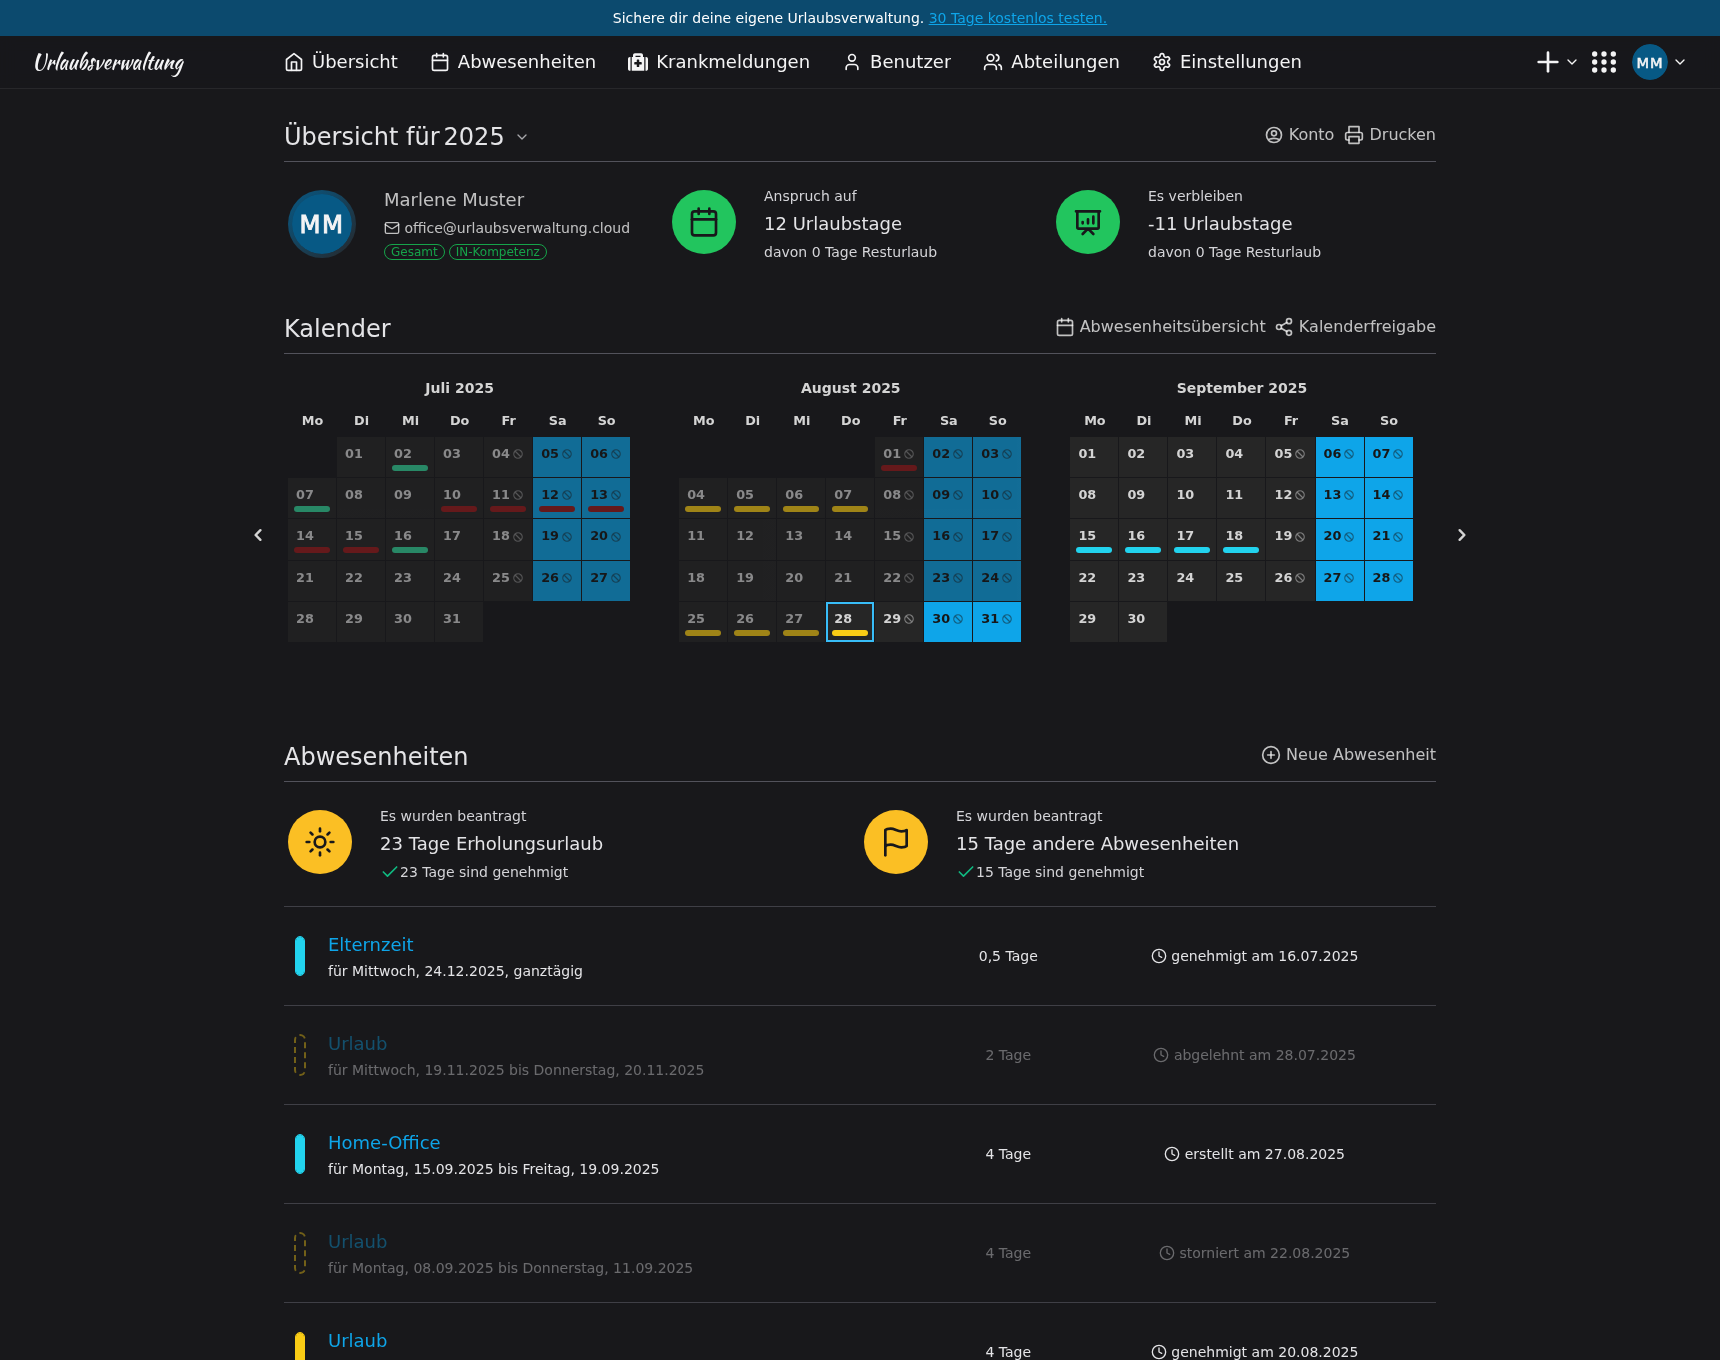 Sichere dir deine eigene Urlaubsverwaltung. 30 Tage kostenlos testen.
Urlaubsverwaltung Übersicht Abwesenheiten Krankmeldungen Benutzer Abteilungen Einstellungen MM
Übersicht für 2025 Konto Drucken
MM
Marlene Muster
office@urlaubsverwaltung.cloud
Gesamt IN-Kompetenz
Anspruch auf
12 Urlaubstage
davon 0 Tage Resturlaub
Es verbleiben
-11 Urlaubstage
davon 0 Tage Resturlaub
Kalender Abwesenheitsübersicht Kalenderfreigabe
Juli 2025
Mo Di Mi Do Fr Sa So
01 02 03 04 05 06
07 08 09 10 11 12 13
14 15 16 17 18 19 20
21 22 23 24 25 26 27
28 29 30 31
August 2025
Mo Di Mi Do Fr Sa So
01 02 03
04 05 06 07 08 09 10
11 12 13 14 15 16 17
18 19 20 21 22 23 24
25 26 27 28 29 30 31
September 2025
Mo Di Mi Do Fr Sa So
01 02 03 04 05 06 07
08 09 10 11 12 13 14
15 16 17 18 19 20 21
22 23 24 25 26 27 28
29 30
Abwesenheiten Neue Abwesenheit
Es wurden beantragt
23 Tage Erholungsurlaub
23 Tage sind genehmigt
Es wurden beantragt
15 Tage andere Abwesenheiten
15 Tage sind genehmigt
Elternzeit
für Mittwoch, 24.12.2025, ganztägig
0,5 Tage
genehmigt am 16.07.2025
Urlaub
für Mittwoch, 19.11.2025 bis Donnerstag, 20.11.2025
2 Tage
abgelehnt am 28.07.2025
Home-Office
für Montag, 15.09.2025 bis Freitag, 19.09.2025
4 Tage
erstellt am 27.08.2025
Urlaub
für Montag, 08.09.2025 bis Donnerstag, 11.09.2025
4 Tage
storniert am 22.08.2025
Urlaub
4 Tage
genehmigt am 20.08.2025